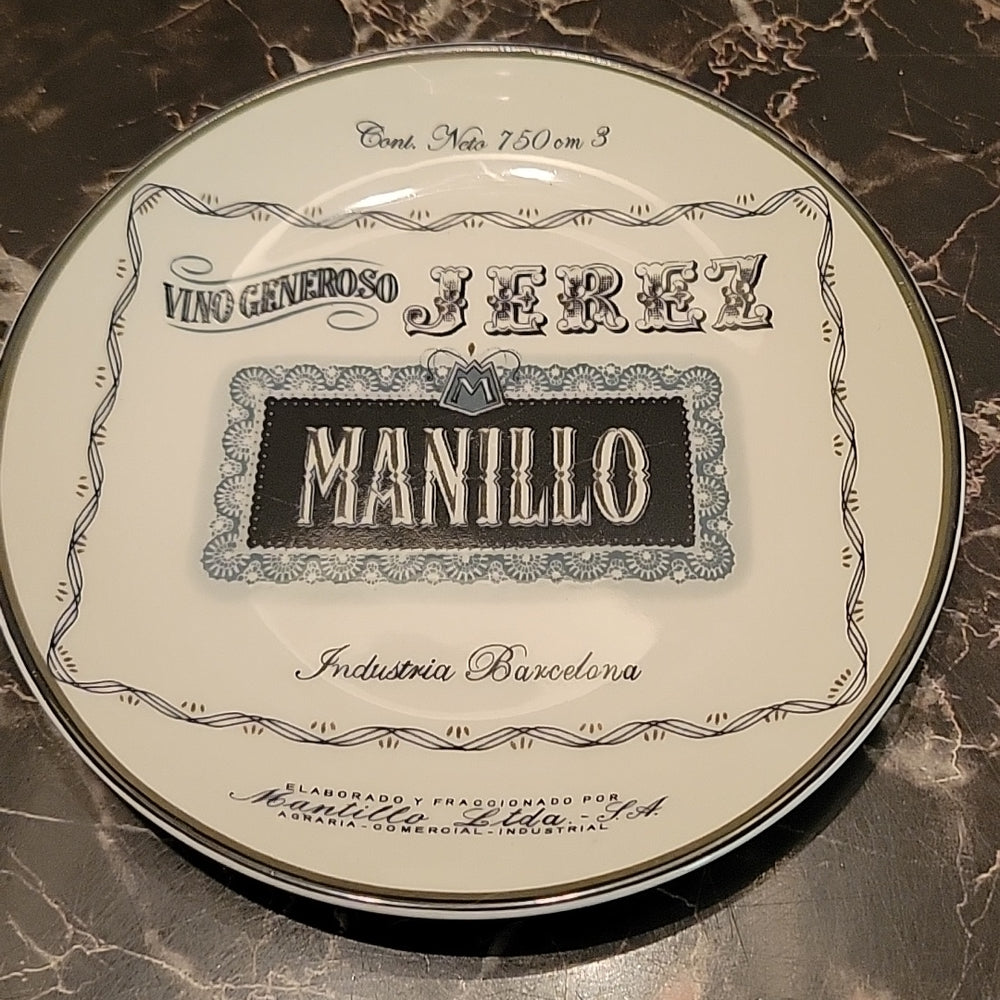 Cont. Neto 750 cm 3
VINO GENEROSO JEREZ
M
MANILLO
Industria Barcelona
ELABORADO Y FRACCIONADO POR
Mantillo Ltda. - S.A.
AGRARIA - COMERCIAL - INDUSTRIAL